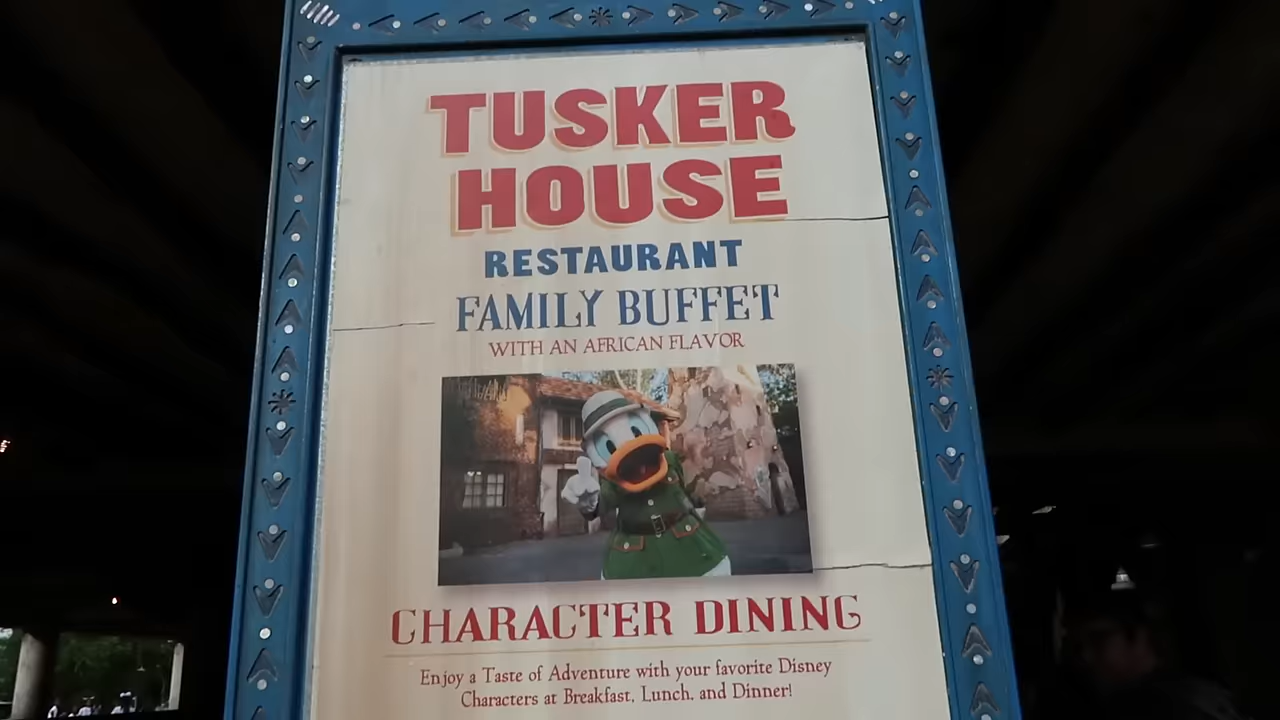 TUSKER
HOUSE
RESTAURANT
FAMILY BUFFET
WITH AN AFRICAN FLAVOR
CHARACTER DINING
Enjoy a Taste of Adventure with your favorite Disney
Characters at Breakfast, Lunch, and Dinner!